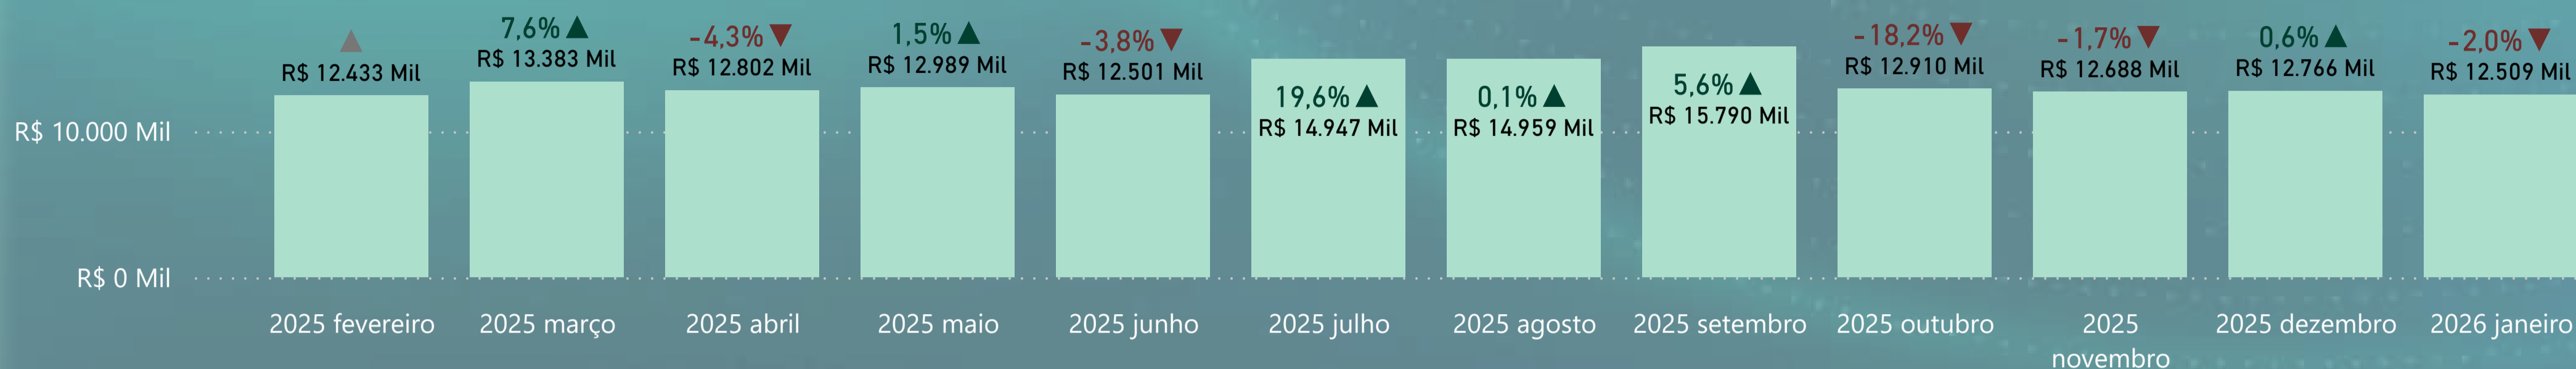 ▲
R$ 12.433 Mil
7,6% ▲
R$ 13.383 Mil
-4,3% ▼
R$ 12.802 Mil
1,5% ▲
R$ 12.989 Mil
-3,8% ▼
R$ 12.501 Mil
19,6% ▲
R$ 14.947 Mil
0,1% ▲
R$ 14.959 Mil
5,6% ▲
R$ 15.790 Mil
-18,2% ▼
R$ 12.910 Mil
-1,7% ▼
R$ 12.688 Mil
0,6% ▲
R$ 12.766 Mil
-2,0% ▼
R$ 12.509 Mil
R$ 10.000 Mil
R$ 0 Mil
2025 fevereiro
2025 março
2025 abril
2025 maio
2025 junho
2025 julho
2025 agosto
2025 setembro
2025 outubro
2025
novembro
2025 dezembro
2026 janeiro